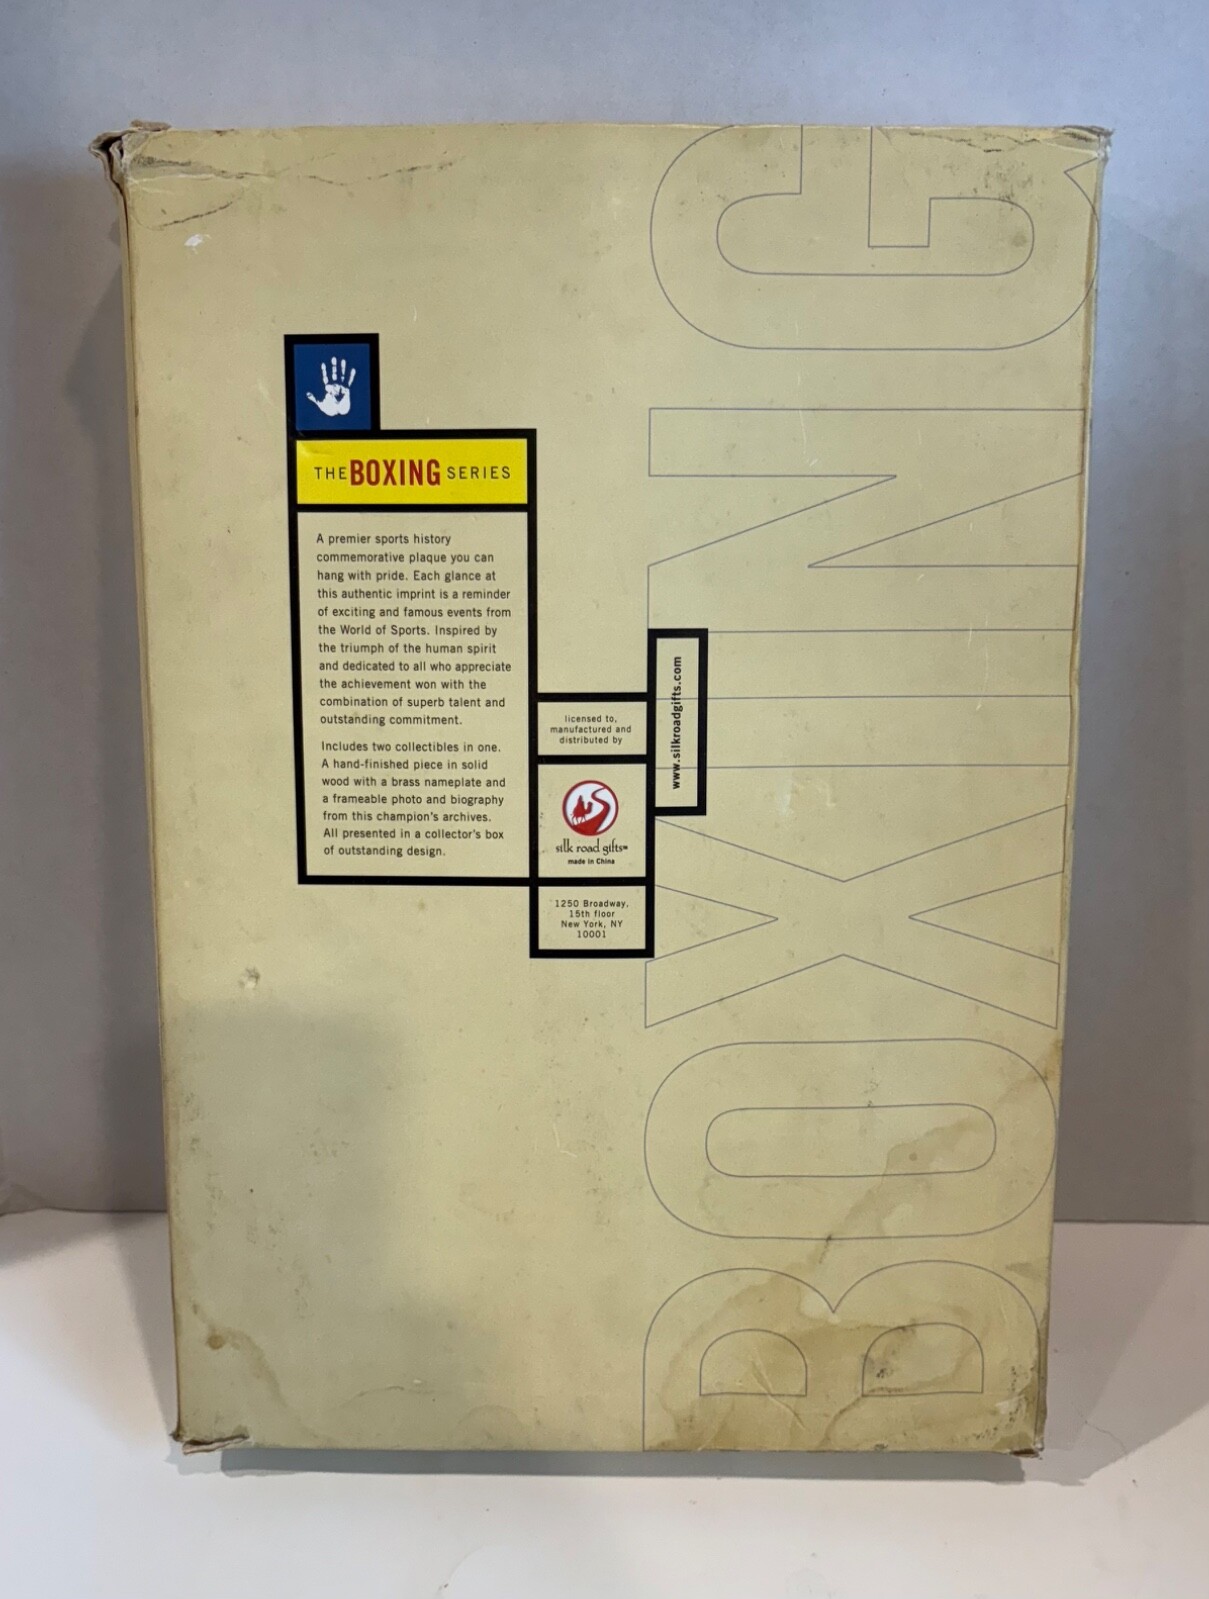 THE BOXING SERIES
A premier sports history
commemorative plaque you can
hang with pride. Each glance at
this authentic imprint is a reminder
of exciting and famous events from
the World of Sports. Inspired by
the triumph of the human spirit
and dedicated to all who appreciate
the achievement won with the
combination of superb talent and
outstanding commitment.
Includes two collectibles in one.
A hand-finished piece in solid
wood with a brass nameplate and
a frameable photo and biography
from this champion's archives.
All presented in a collector's box
of outstanding design.
licensed to,
manufactured and
distributed by
silk road gifts™
made in China
1250 Broadway,
15th floor
New York, NY
10001
www.silkroadgifts.com
BOXING